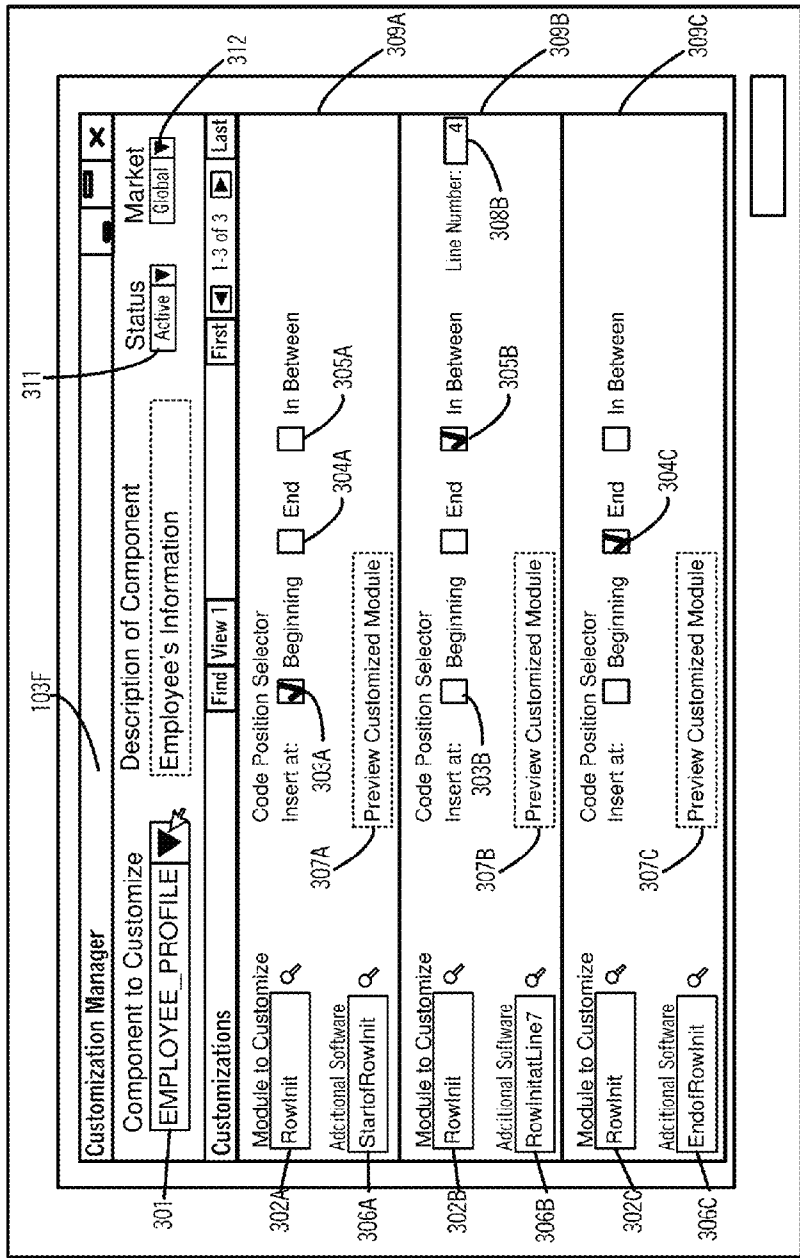 103F
311
312
Customization Manager
Component to Customize Description of Component Status Market
EMPLOYEE_PROFILE Employee's Information Active Global
301
Customizations Find View 1 First 1-3 of 3 Last
Module to Customize Code Position Selector
302A RowInit Insert at: Beginning End In Between
303A 304A 305A
309A
Additional Software
306A StartofRowInit 307A Preview Customized Module
Module to Customize Code Position Selector
302B RowInit Insert at: Beginning End In Between Line Number: 4
303B 305B 308B
309B
Additional Software
306B RowInitatLine7 307B Preview Customized Module
Module to Customize Code Position Selector
302C RowInit Insert at: Beginning End In Between
304C
309C
Additional Software
306C EndofRowInit 307C Preview Customized Module